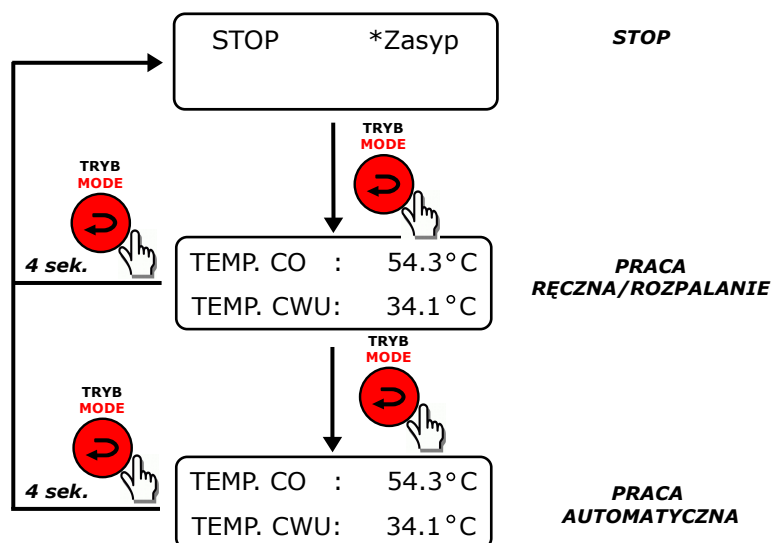 STOP *Zasyp
STOP
TRYB
MODE
TRYB
MODE
4 sek.
TEMP. CO : 54.3°C
TEMP. CWU: 34.1°C
PRACA
RĘCZNA/ROZPALANIE
TRYB
MODE
TRYB
MODE
4 sek.
TEMP. CO : 54.3°C
TEMP. CWU: 34.1°C
PRACA
AUTOMATYCZNA